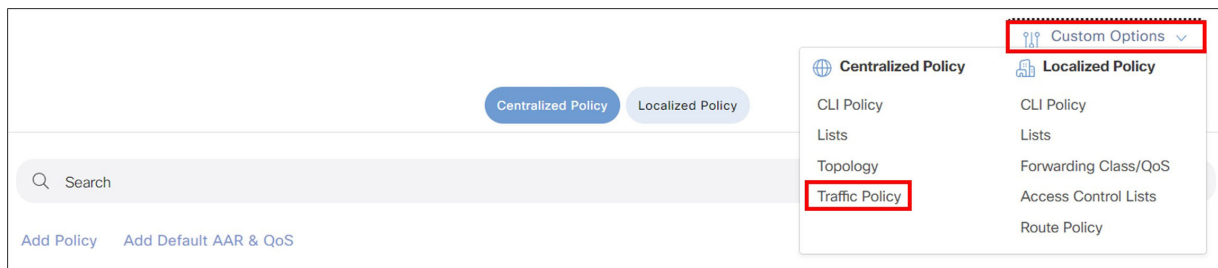 Custom Options
Centralized Policy
Localized Policy
Centralized Policy
Localized Policy
CLI Policy
CLI Policy
Lists
Lists
Topology
Forwarding Class/QoS
Search
Traffic Policy
Access Control Lists
Route Policy
Add Policy
Add Default AAR & QoS